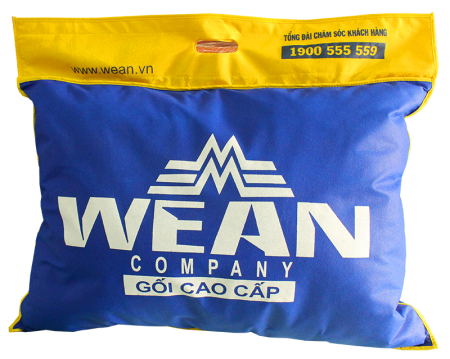 TỔNG ĐÀI CHĂM SÓC KHÁCH HÀNG
1900 555 559
www.wean.vn
WEAN
COMPANY
GỐI CAO CẤP